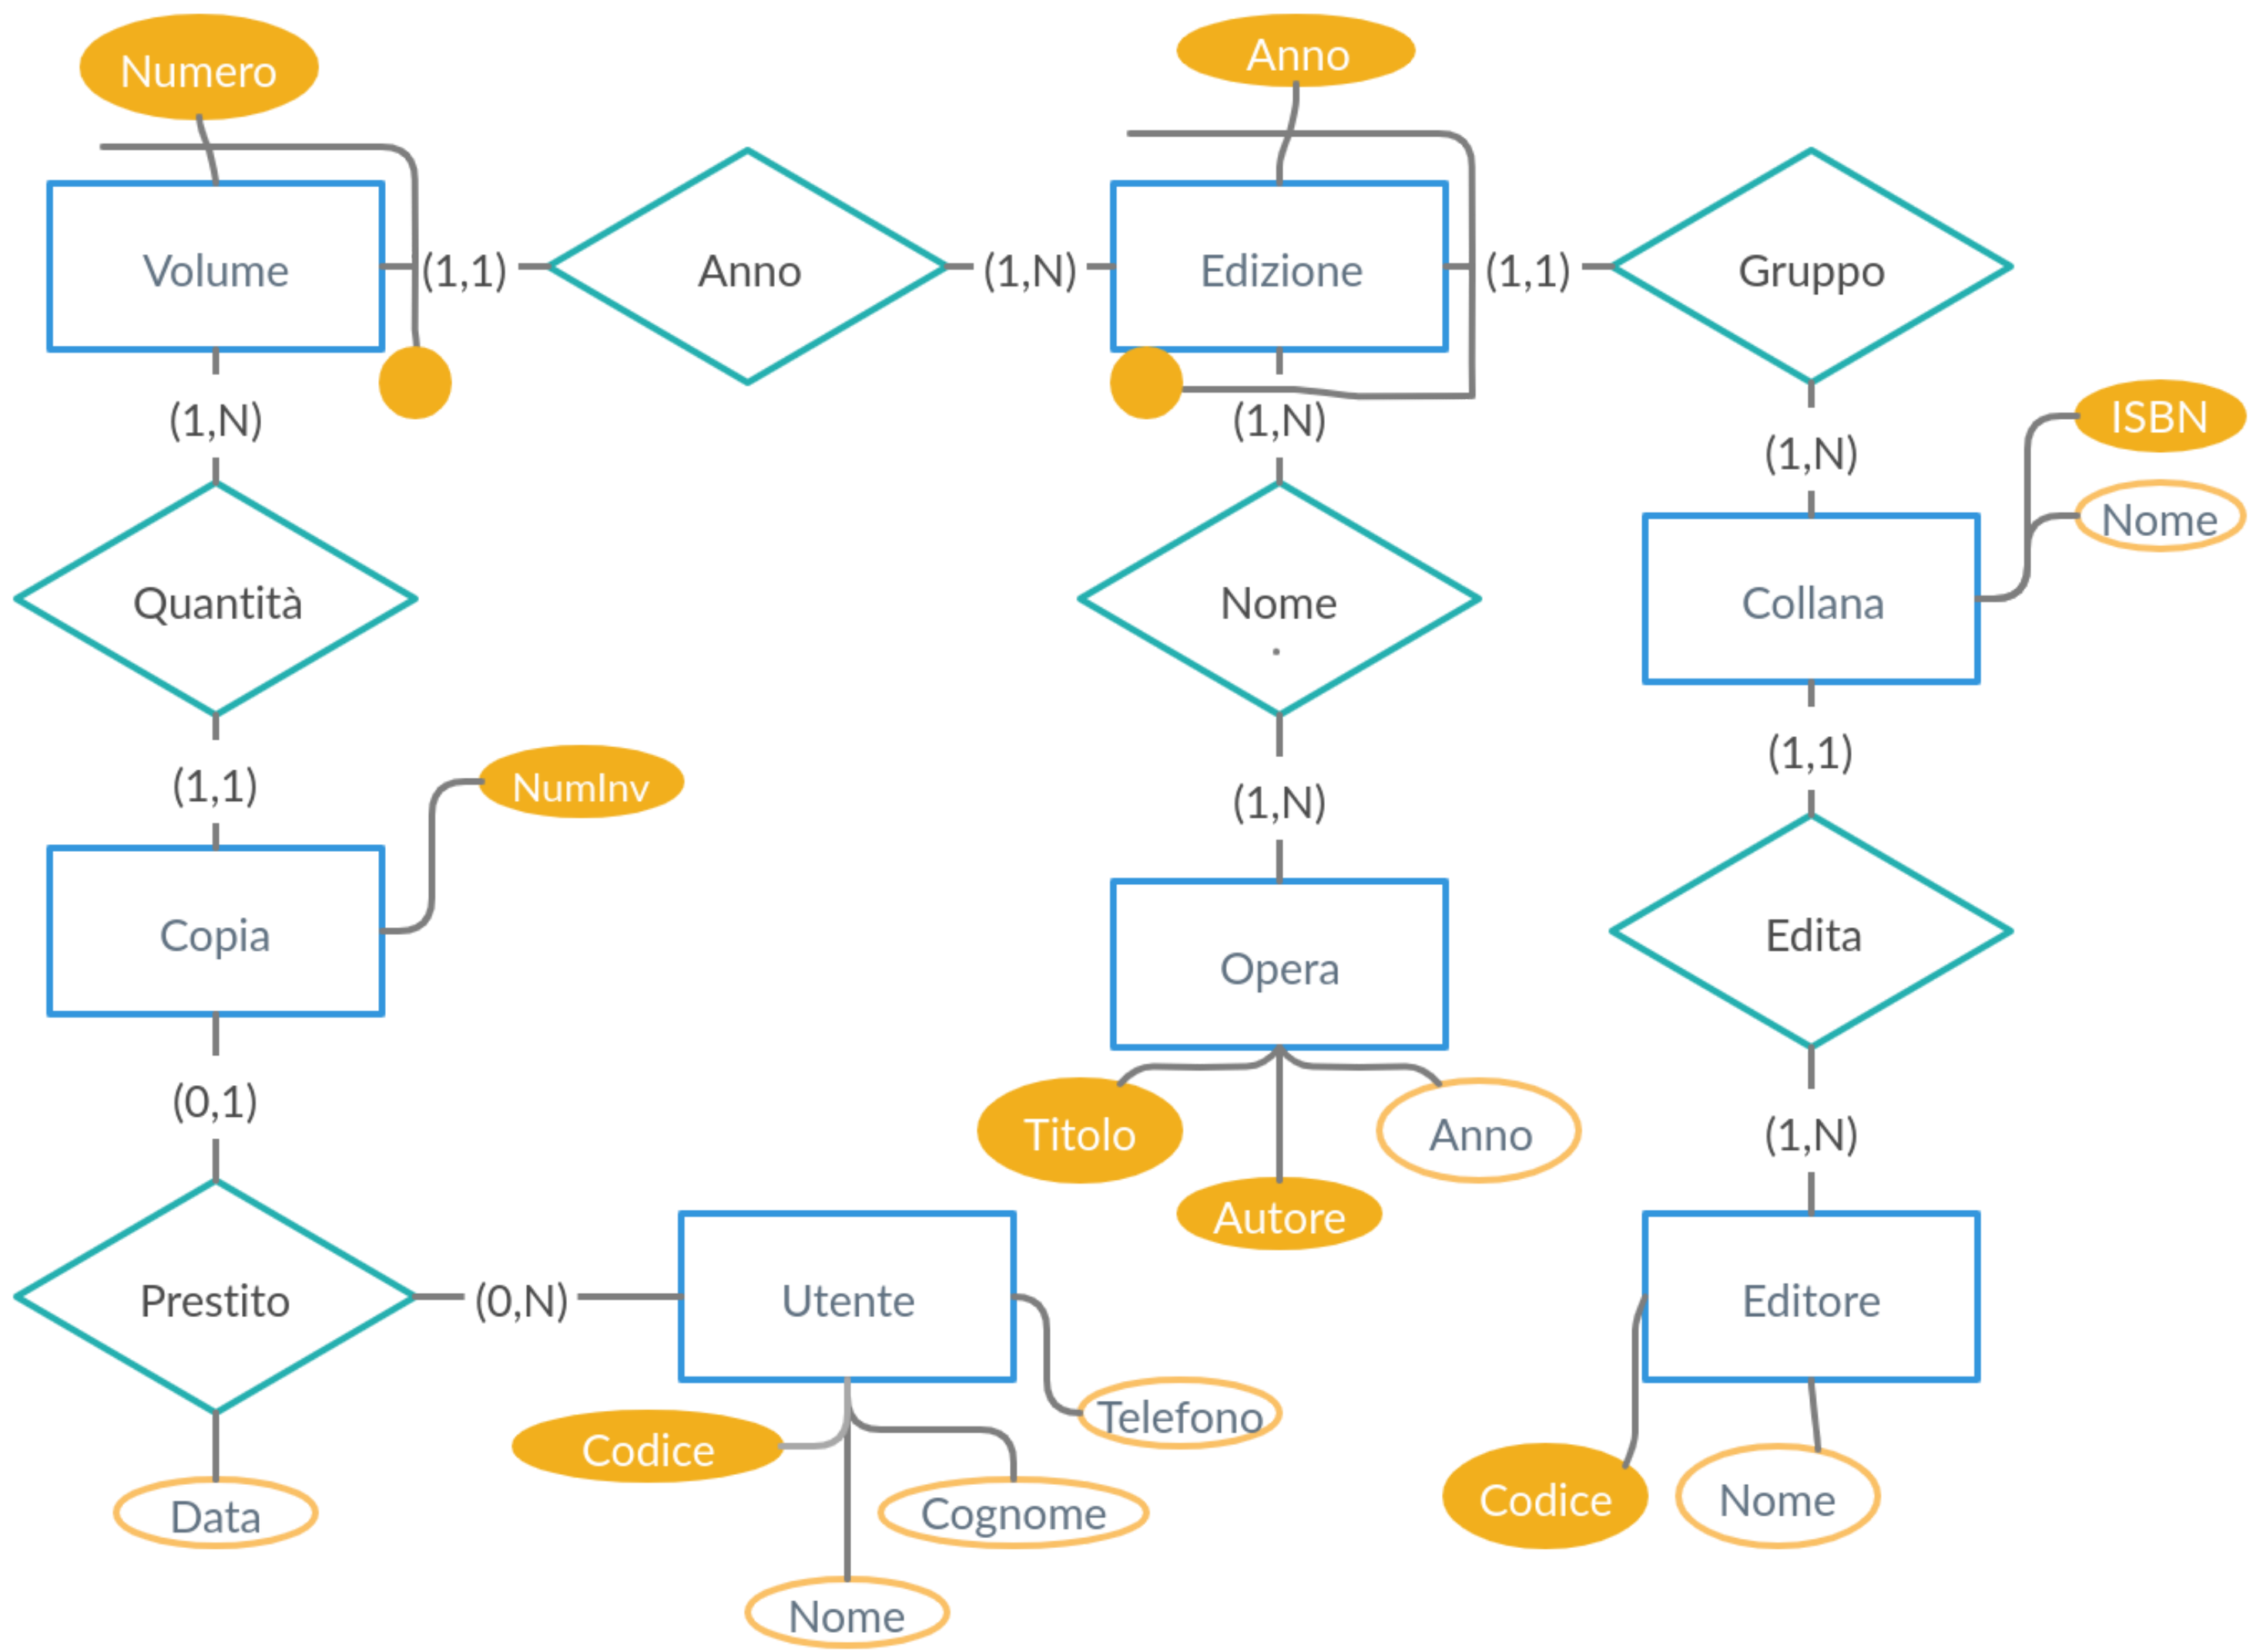 Numero
Anno
Volume
(1,1)
Anno
(1,N)
Edizione
(1,1)
Gruppo
(1,N)
(1,N)
(1,N)
ISBN
Nome
Quantità
Nome
Collana
(1,1)
NumInv
(1,N)
(1,1)
Copia
Opera
Edita
(0,1)
Titolo
Anno
(1,N)
Autore
Prestito
(0,N)
Utente
Editore
Telefono
Codice
Codice
Nome
Data
Cognome
Nome